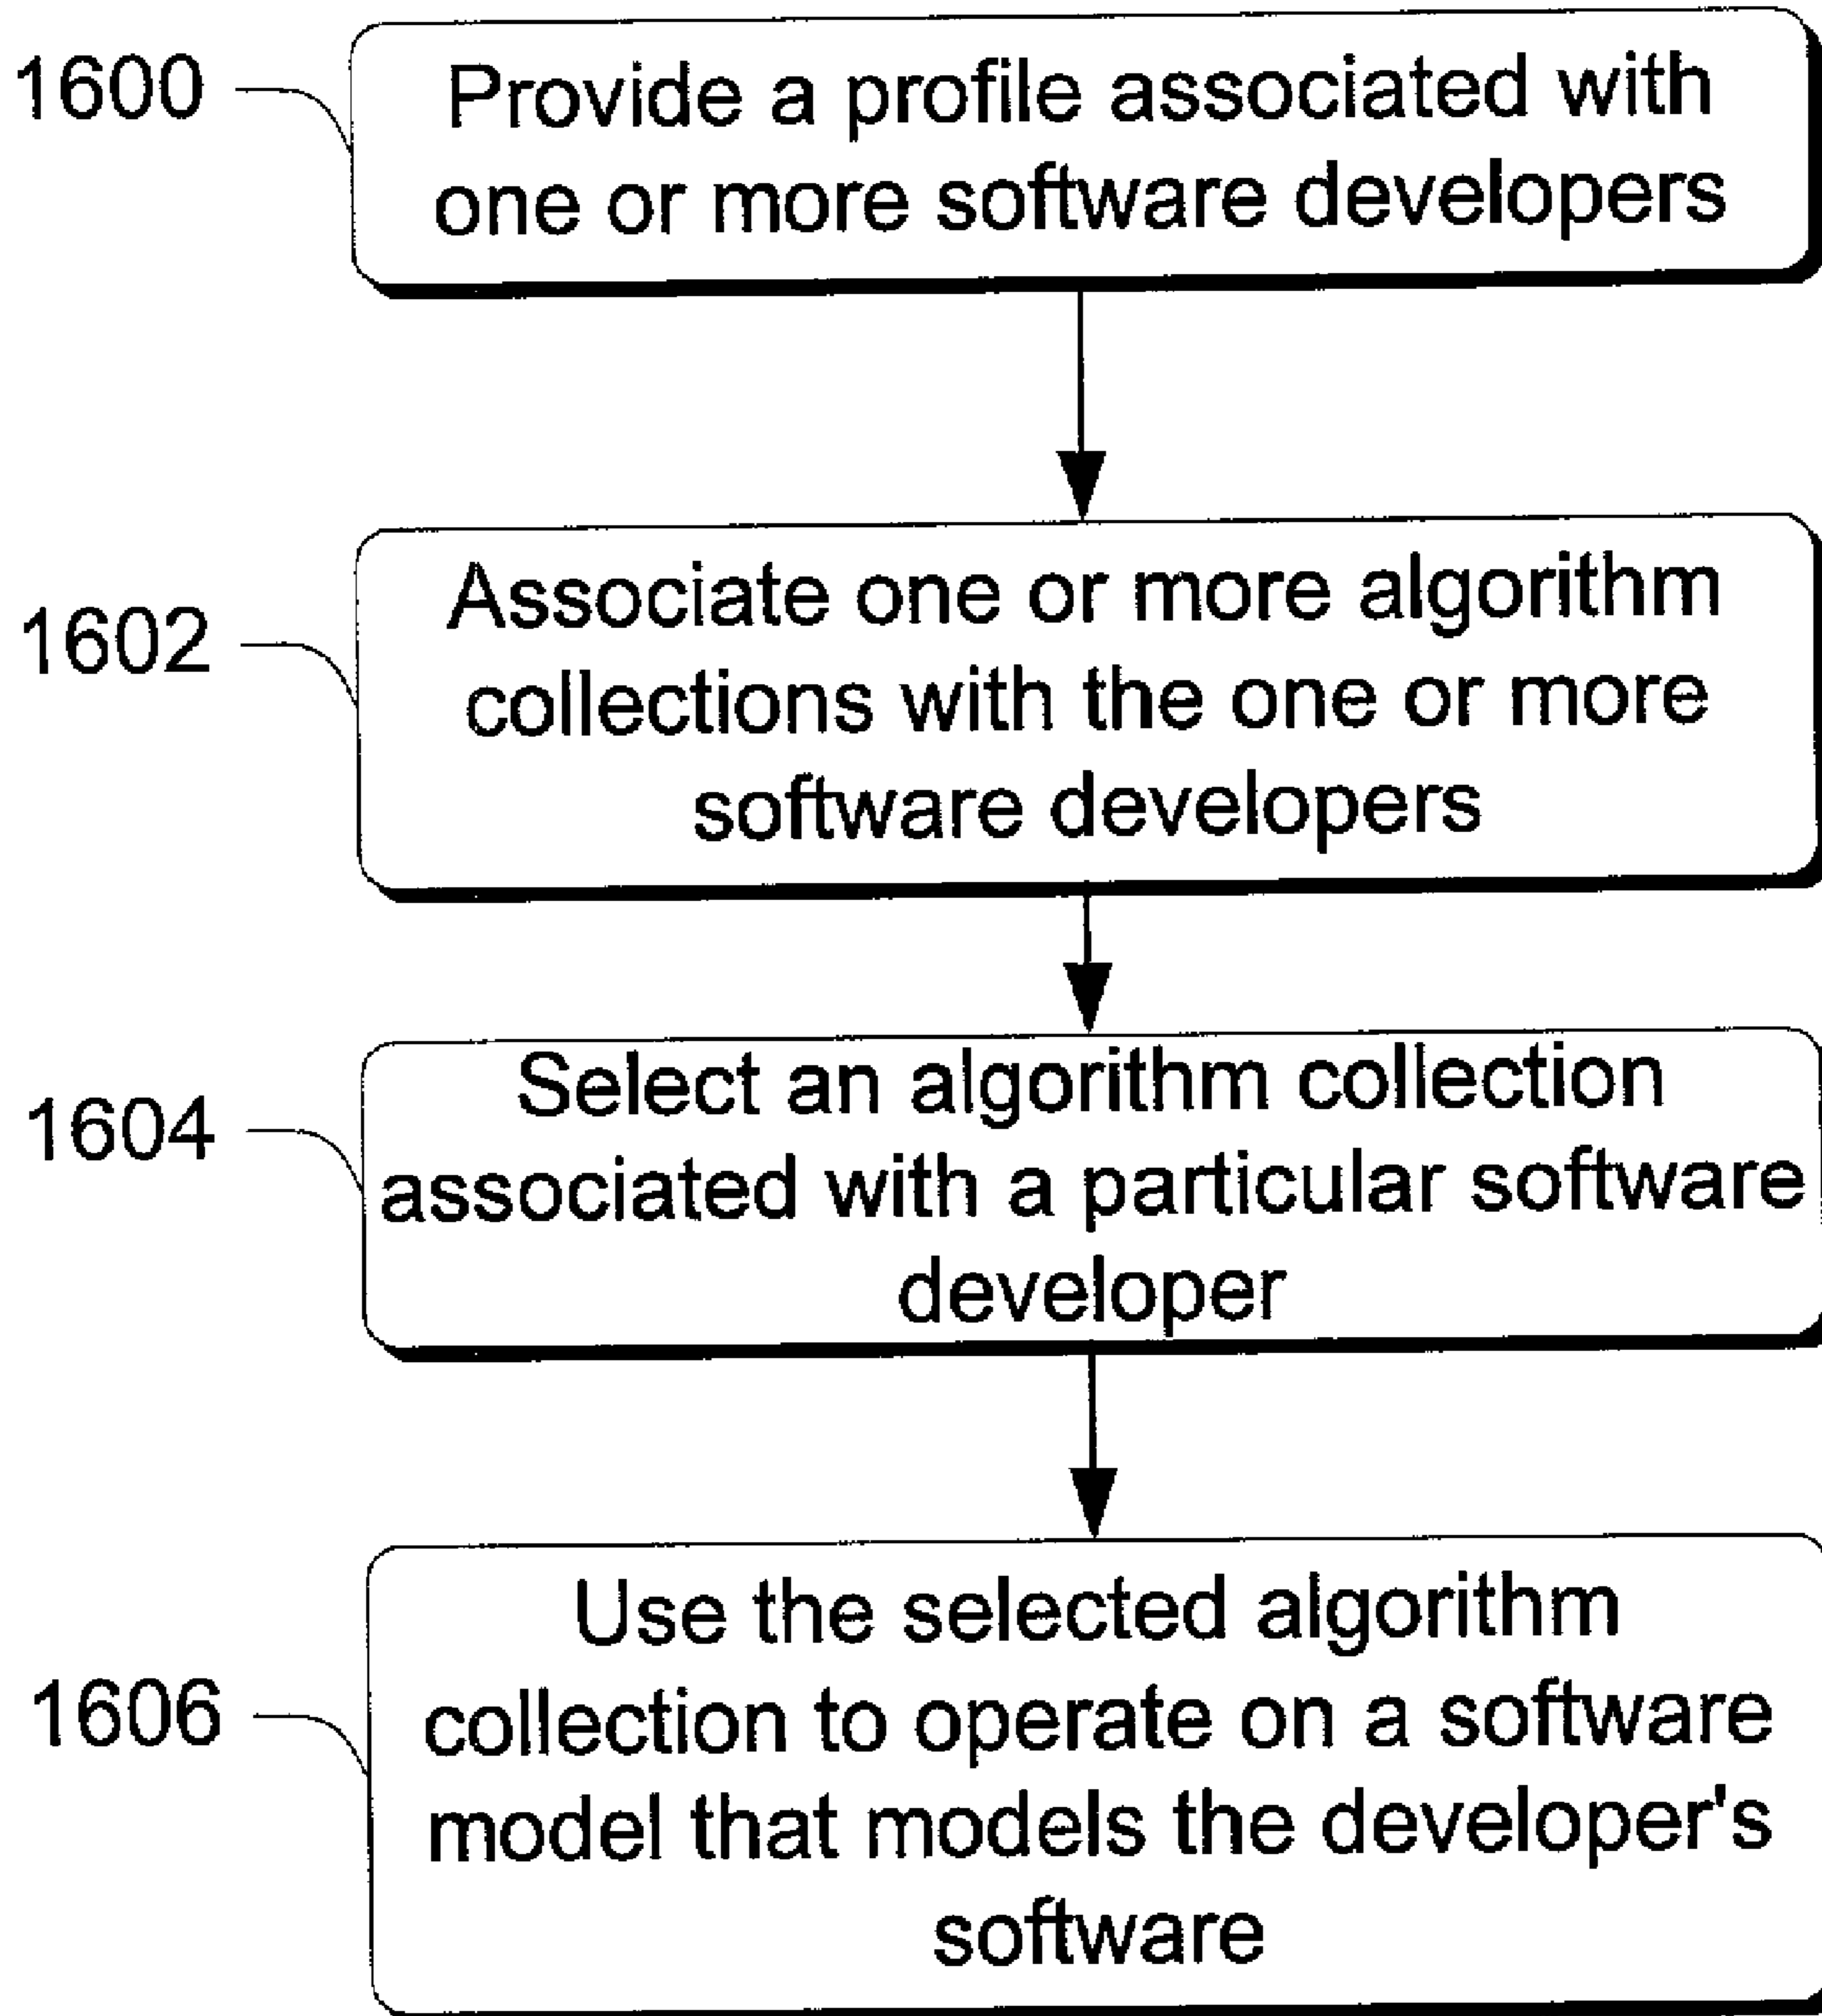 1600
Provide a profile associated with
one or more software developers
1602
Associate one or more algorithm
collections with the one or more
software developers
1604
Select an algorithm collection
associated with a particular software
developer
1606
Use the selected algorithm
collection to operate on a software
model that models the developer's
software